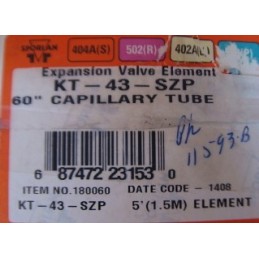 SPORLAN 404A(S) 502(R) 402A(L)
Expansion Valve Element
KT - 43 - SZP
60" CAPILLARY TUBE
6 87472 23153 0
ITEM NO.180060 DATE CODE - 1408
KT - 43 - SZP 5'(1.5M) ELEMENT